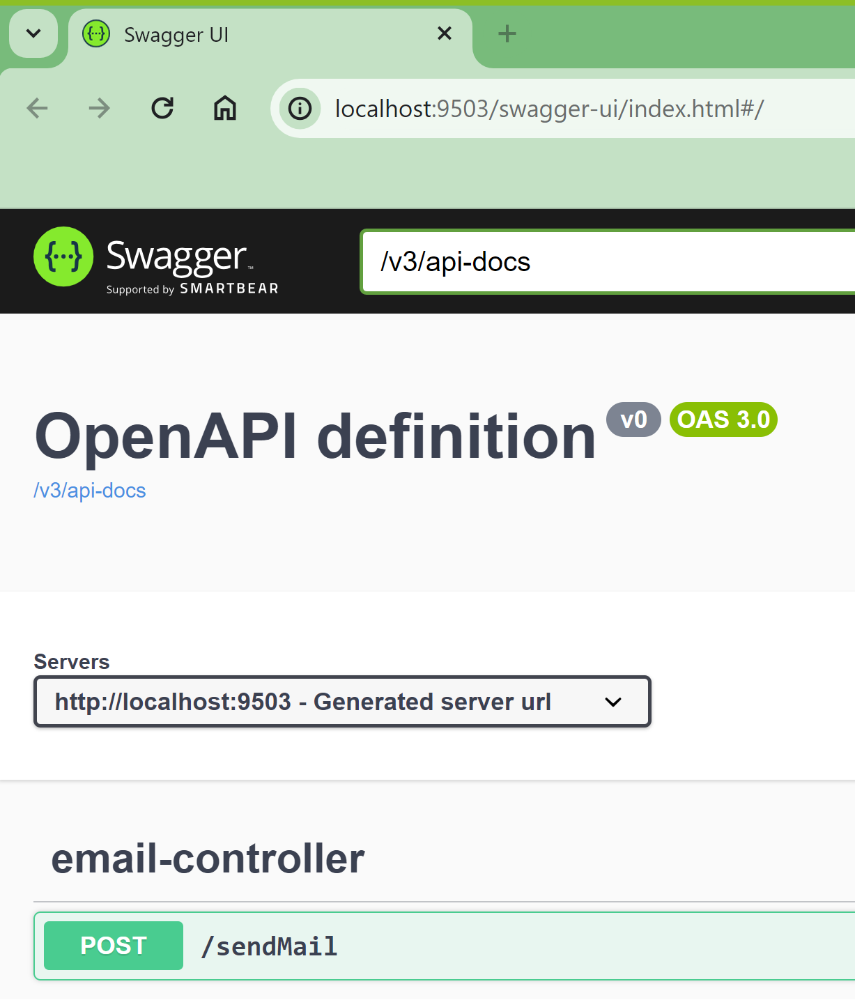 Swagger UI
localhost:9503/swagger-ui/index.html#/
Swagger™
Supported by SMARTBEAR
/v3/api-docs
OpenAPI definition v0 OAS 3.0
/v3/api-docs
Servers
http://localhost:9503 - Generated server url
email-controller
POST /sendMail